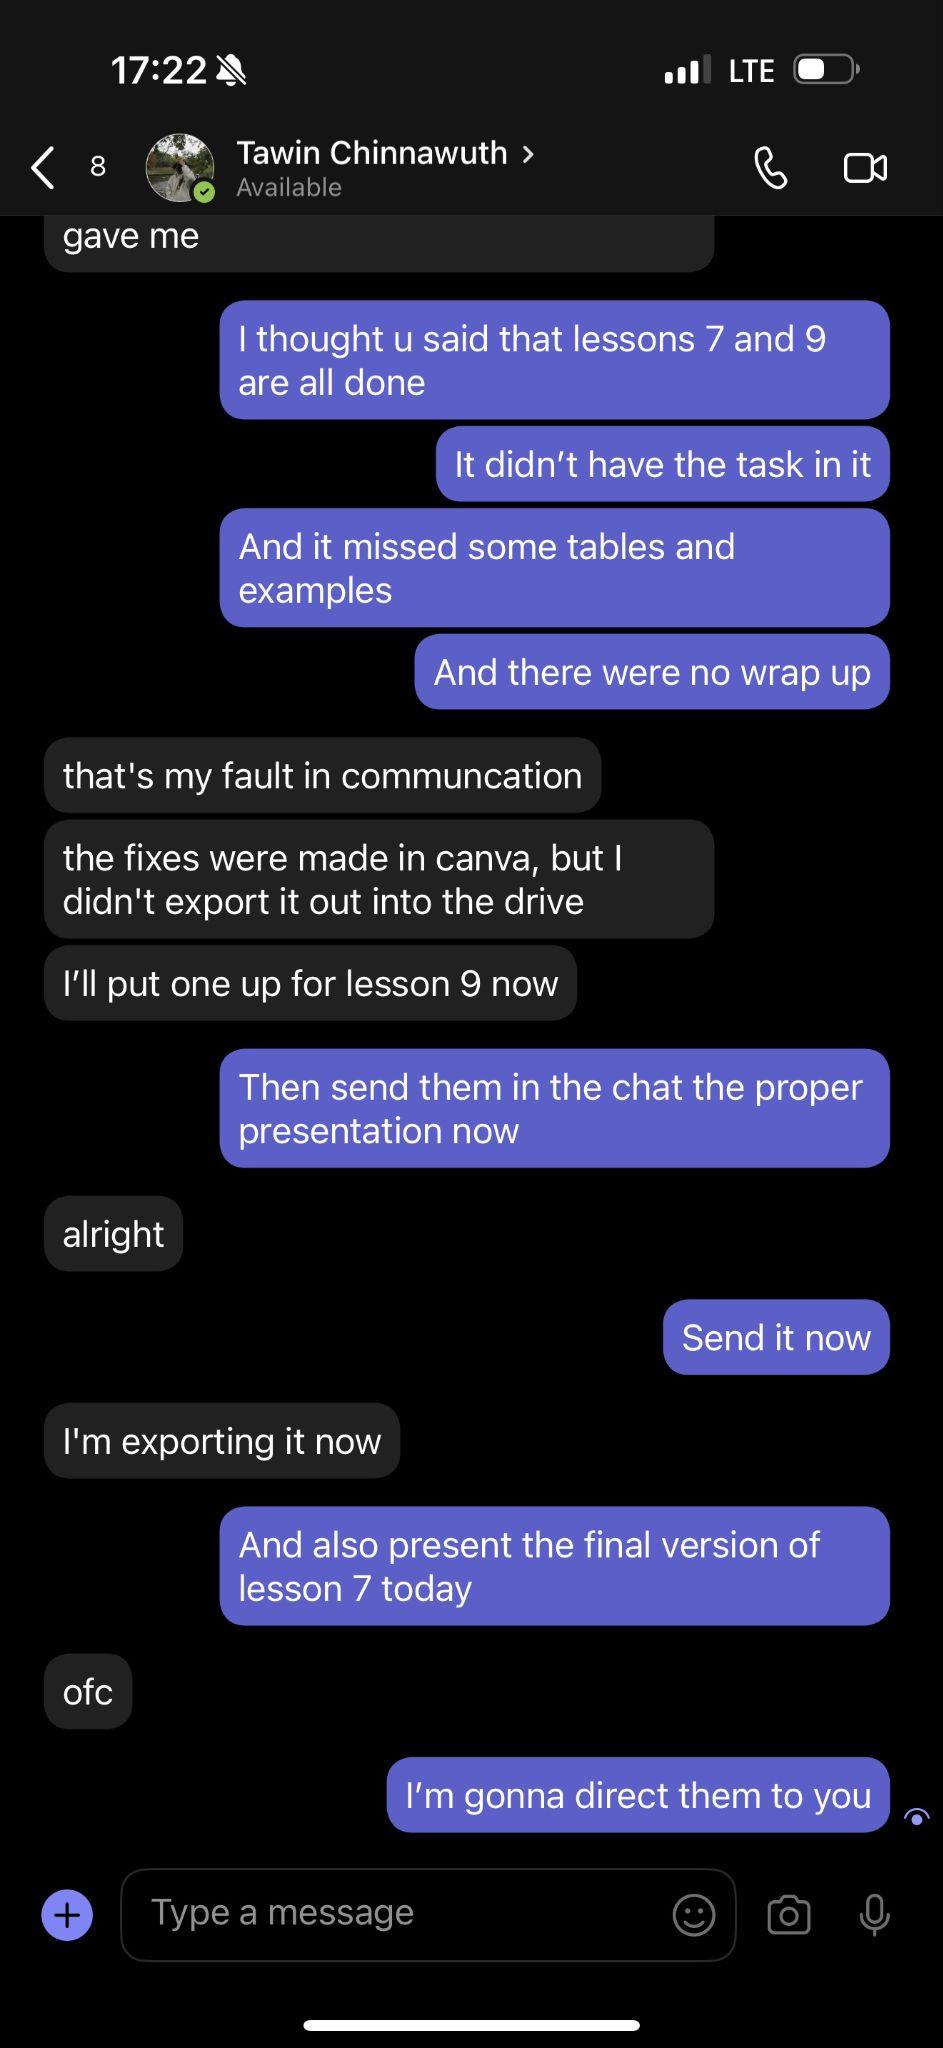 17:22
LTE
8
Tawin Chinnawuth
Available
gave me
I thought u said that lessons 7 and 9
are all done
It didn’t have the task in it
And it missed some tables and
examples
And there were no wrap up
that's my fault in communcation
the fixes were made in canva, but I
didn't export it out into the drive
I’ll put one up for lesson 9 now
Then send them in the chat the proper
presentation now
alright
Send it now
I'm exporting it now
And also present the final version of
lesson 7 today
ofc
I’m gonna direct them to you
Type a message